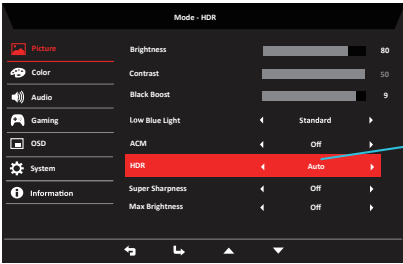 Mode - HDR
Picture
Color
Audio
Gaming
OSD
System
Information
Brightness 80
Contrast 50
Black Boost 9
Low Blue Light Standard
ACM Off
HDR Auto
Super Sharpness Off
Max Brightness Off